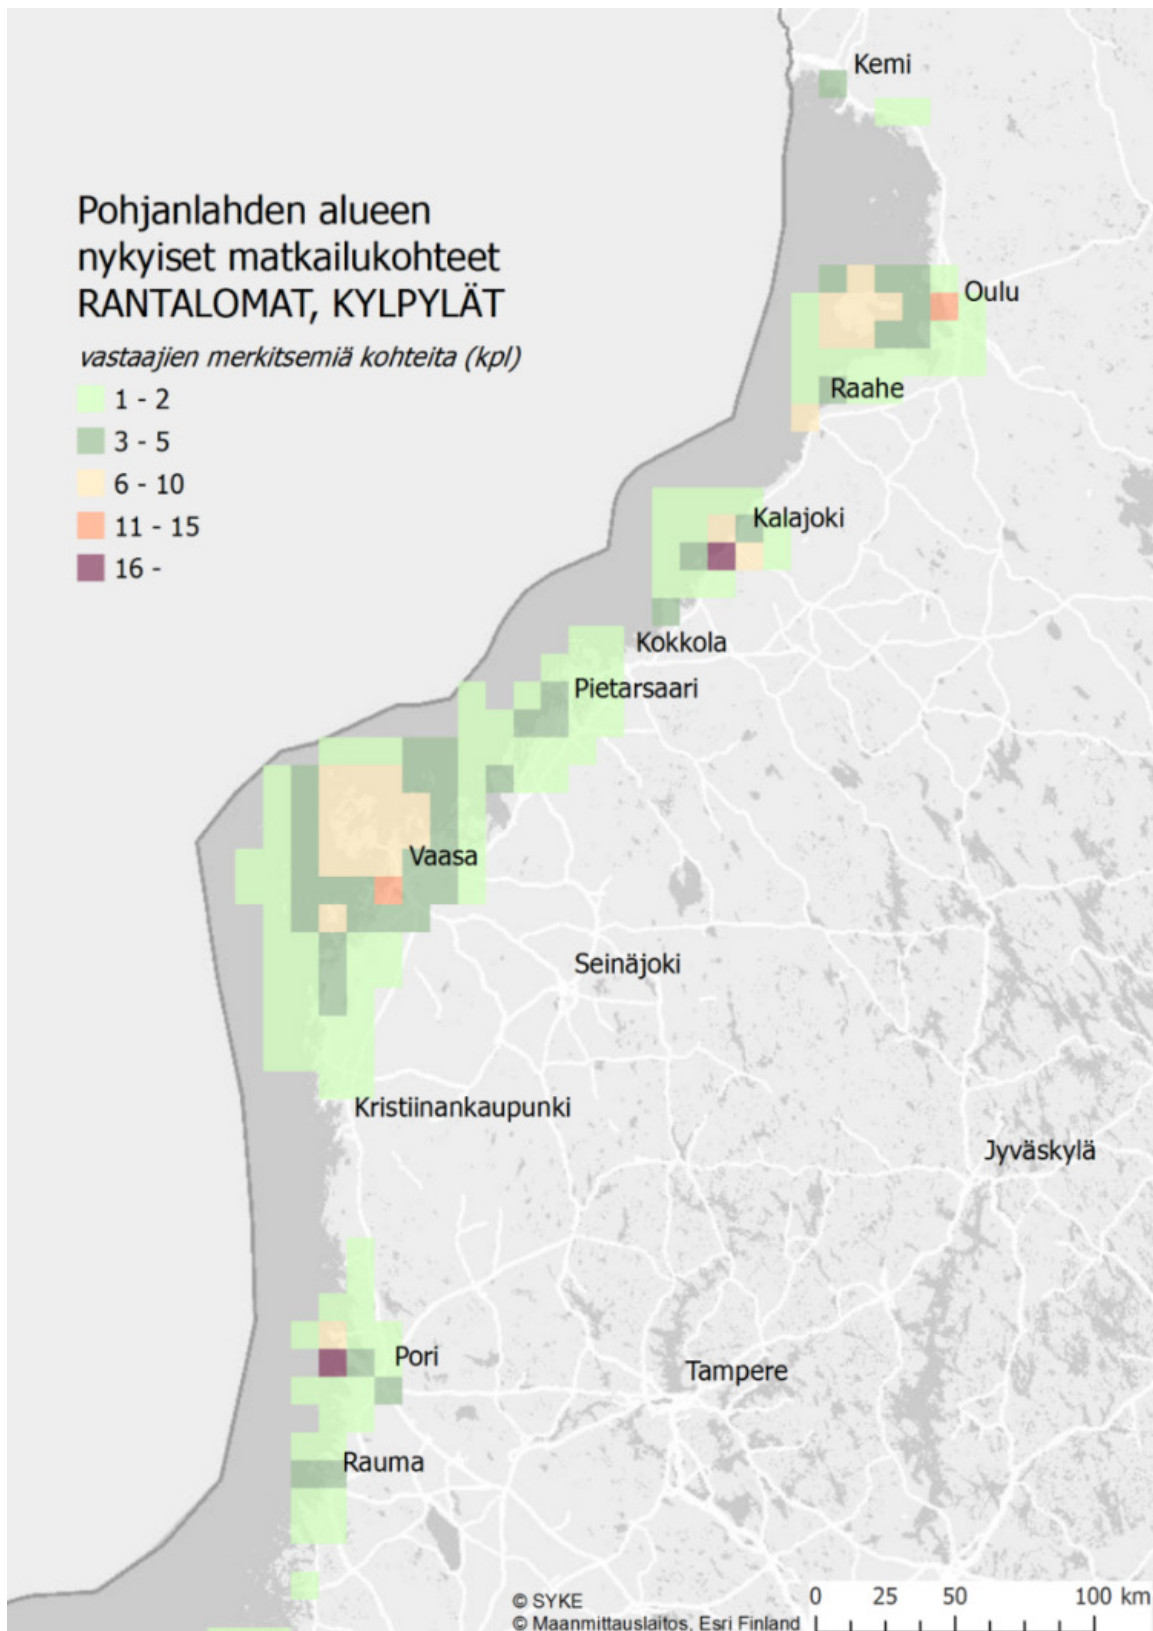 Kemi
Pohjanlahden alueen
nykyiset matkailukohteet
RANTALOMAT, KYLPYLÄT
vastaajien merkitsemiä kohteita (kpl)
1 - 2
3 - 5
6 - 10
11 - 15
16 -
Oulu
Raahe
Kalajoki
Kokkola
Pietarsaari
Vaasa
Seinäjoki
Kristiinankaupunki
Jyväskylä
Pori
Tampere
Rauma
© SYKE
© Maanmittauslaitos, Esri Finland
0 25 50 100 km